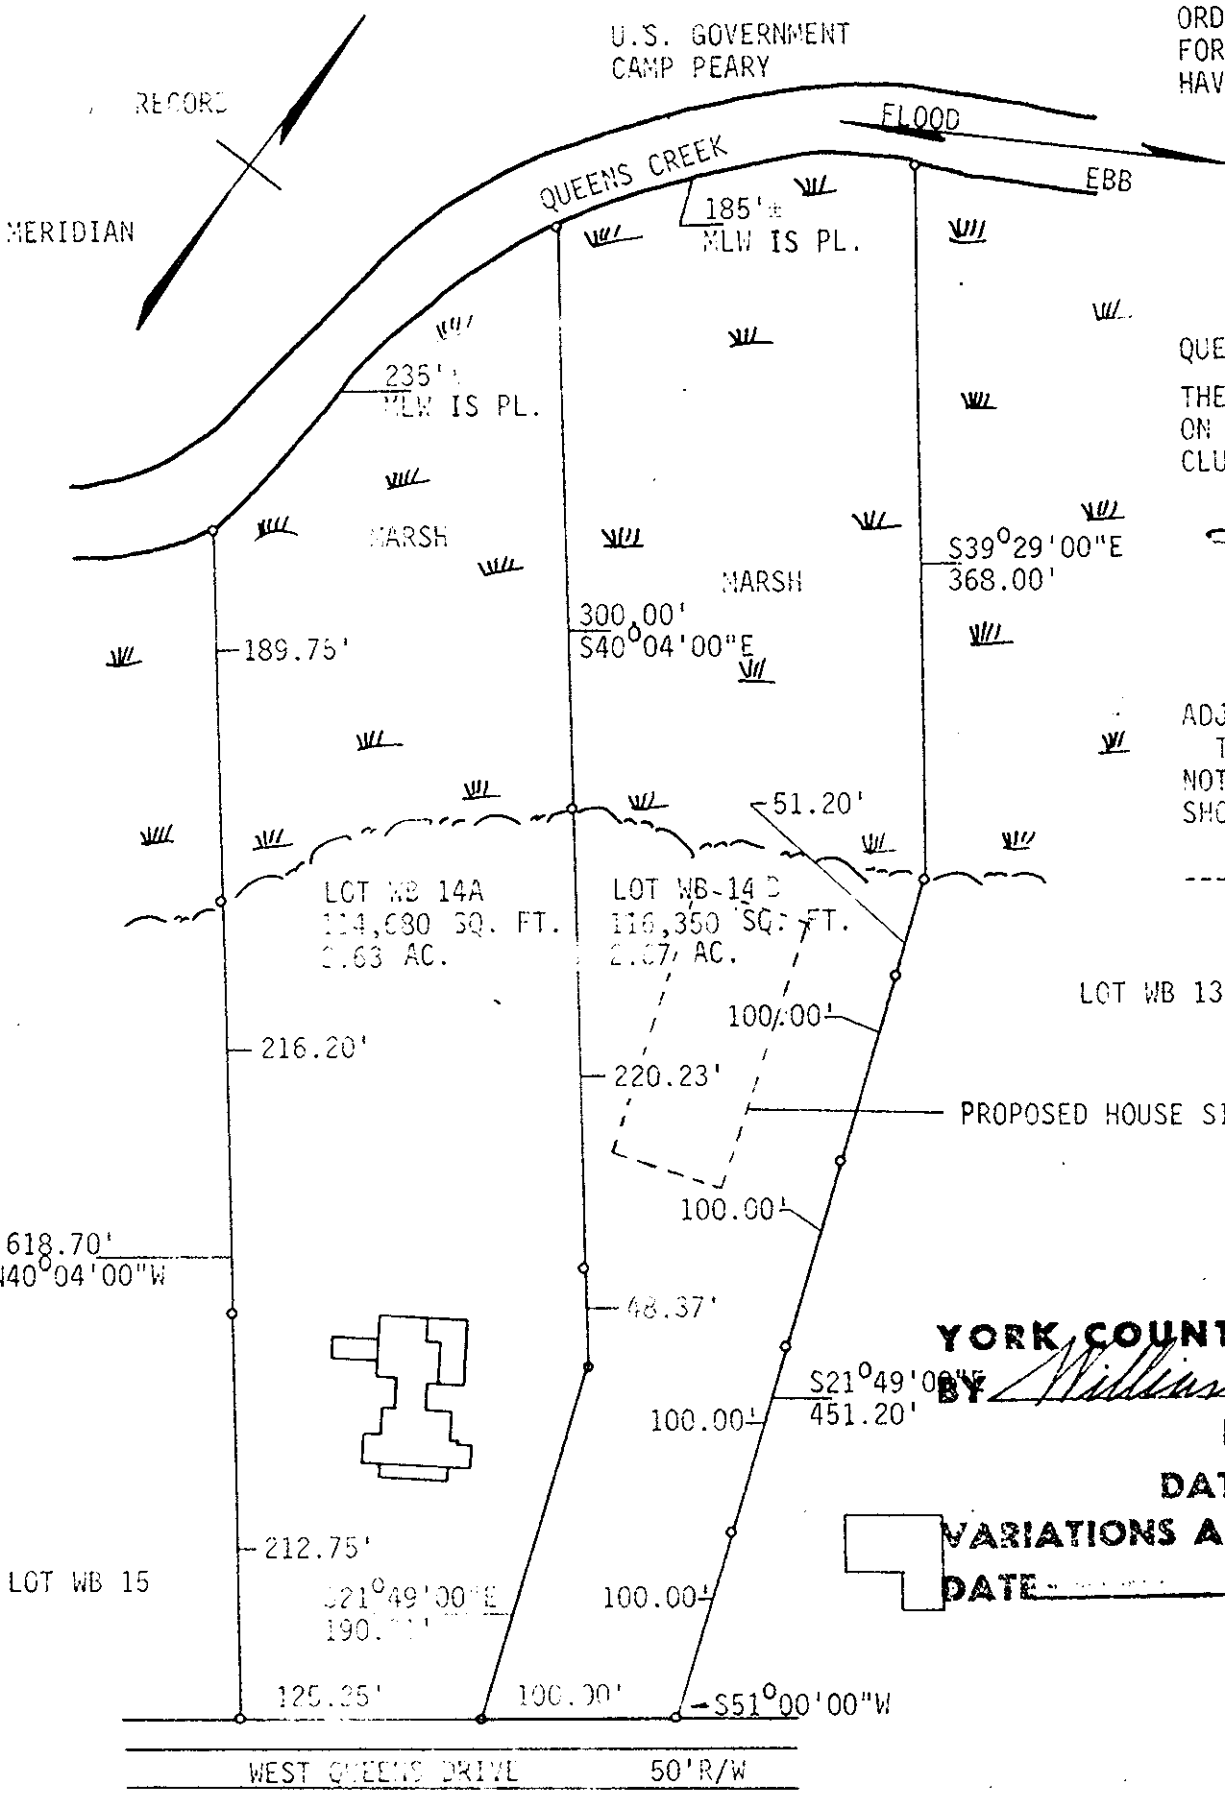 U.S. GOVERNMENT
CAMP PEARY
ORD
FOR
HAV
RECORD
MERIDIAN
FLOOD
EBB
QUEENS CREEK
185'±
MLW IS PL.
235'±
MLW IS PL.
QUE
THE
ON
CLU
MARSH
MARSH
S39°29'00"E
368.00'
300.00'
S40°04'00"E
189.75'
ADJ
T
NOT
SHO
51.20'
LOT WB 14A
SQ. FT.
2.63 AC.
LOT WB-14
116,350 SQ. FT.
2.67 AC.
LOT WB 13
100.00'
216.20'
220.23'
PROPOSED HOUSE SI
100.00'
618.70'
N40°04'00"W
48.37'
YORK COUNT
BY William
S21°49'00"E
451.20'
100.00'
DAT
VARIATIONS A
DATE
212.75'
LOT WB 15
S21°49'00"E
190.
100.00'
100.00'
S51°00'00"W
WEST QUEENS DRIVE
50'R/W